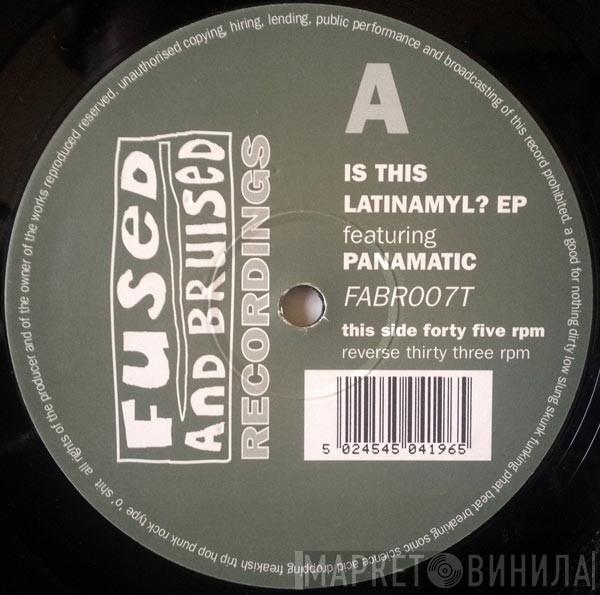 all rights of the producer and of the owner of the works reproduced reserved. unauthorised copying, hiring, lending, public performance and broadcasting of this record prohibited. a good for nothing dirty low slung skunk funking phat beat breaking sonic science acid dropping freakish trip hop punk rock type 'o' shit
FUSED
AND BRUISED
RECORDINGS
A
IS THIS
LATINAMYL? EP
featuring
PANAMATIC
FABR007T
this side forty five rpm
reverse thirty three rpm
5 024545 041965
МАРКЕТ ВИНИЛА